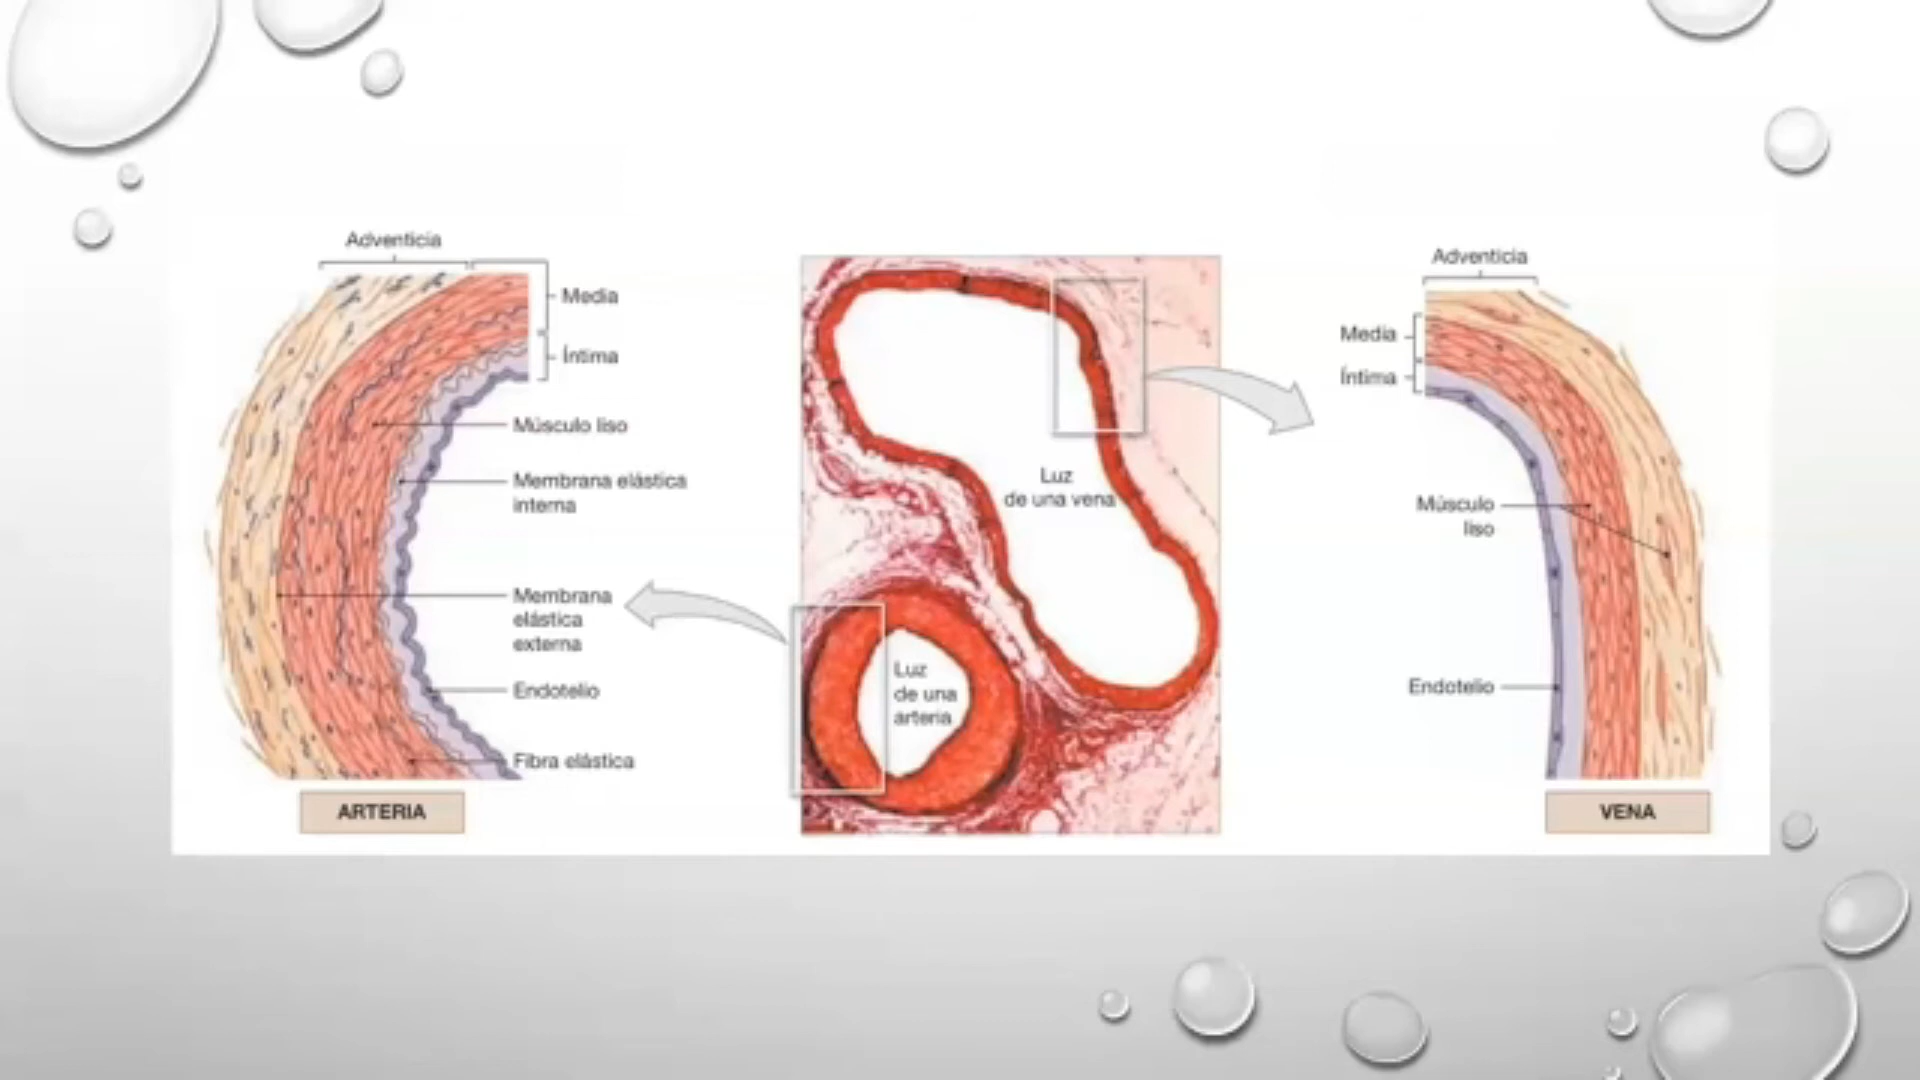 Adventicia
Media
Íntima
Músculo liso
Membrana elástica
interna
Membrana
elástica
externa
Endotelio
Fibra elástica
ARTERIA
Luz
de una vena
Luz
de una
arteria
Adventicia
Media
Íntima
Músculo
liso
Endotelio
VENA